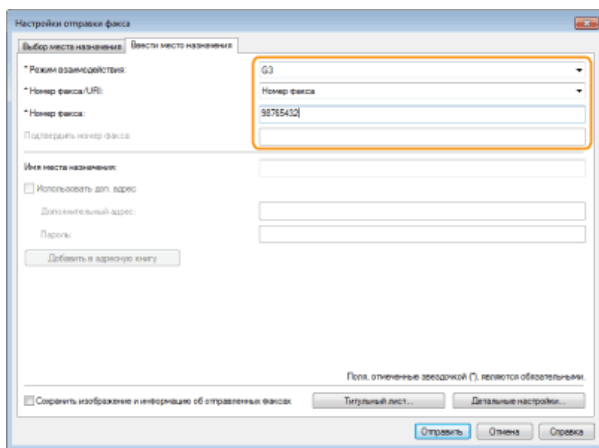 Настройки отправки факса
Выбор места назначения Ввести место назначения
* Режим взаимодействия: G3
* Номер факса/URI: Номер факса
* Номер факса: 98765432
Подтвердить номер факса:
Имя места назначения:
Использовать доп. адрес
Дополнительный адрес:
Пароль:
Добавить в адресную книгу
Поля, отмеченные звездочкой (*), являются обязательными.
Сохранить изображение и информацию об отправленных факсах Титульный лист... Детальные настройки...
Отправить Отмена Справка